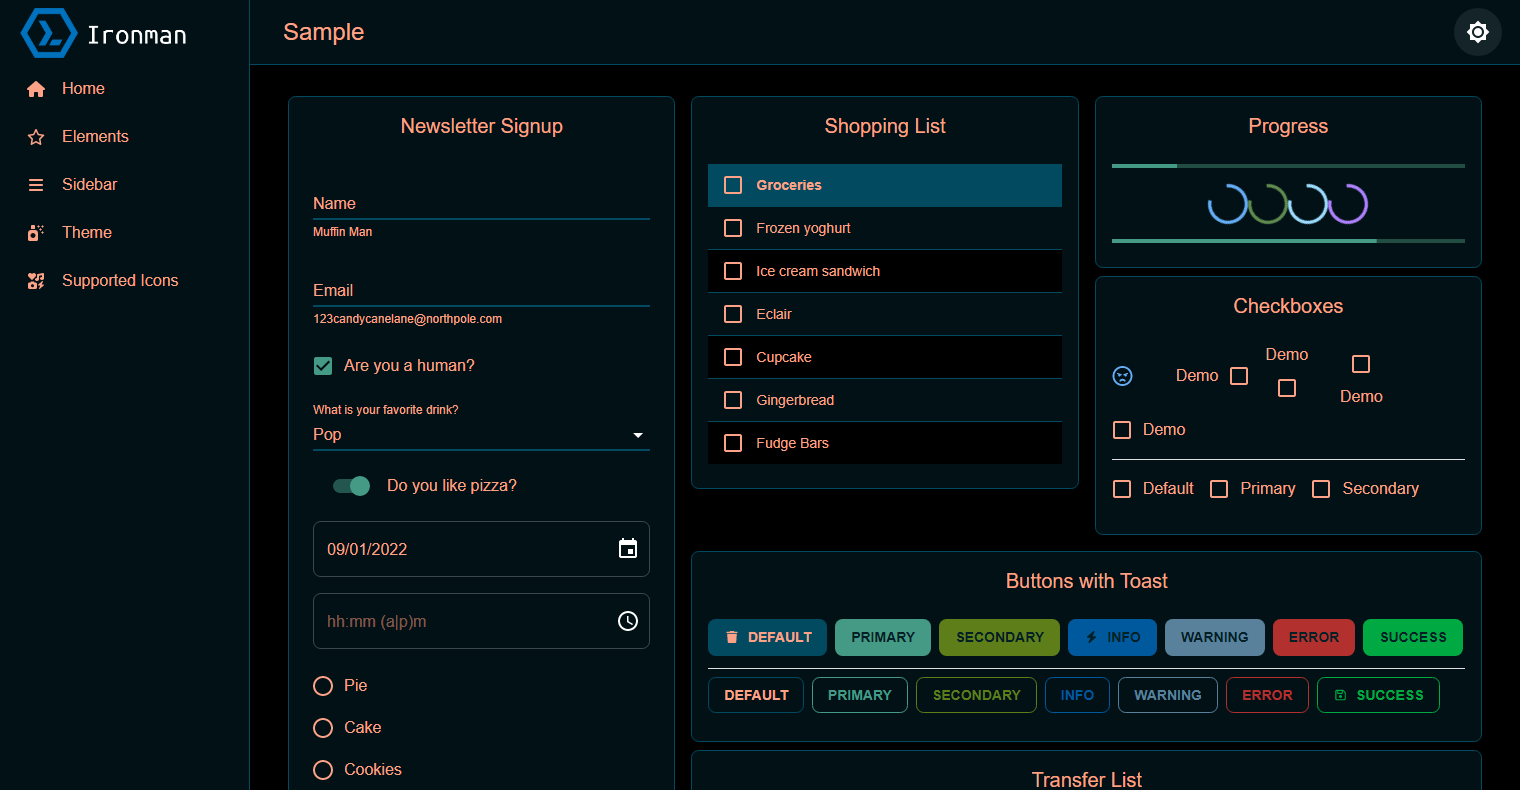 Ironman
Home
Elements
Sidebar
Theme
Supported Icons
Sample
Newsletter Signup
Name
Muffin Man
Email
123candycanelane@northpole.com
Are you a human?
What is your favorite drink?
Pop
Do you like pizza?
09/01/2022
hh:mm (a|p)m
Pie
Cake
Cookies
Shopping List
Groceries
Frozen yoghurt
Ice cream sandwich
Eclair
Cupcake
Gingerbread
Fudge Bars
Progress
Checkboxes
Demo
Demo
Demo
Demo
Default Primary Secondary
Buttons with Toast
DEFAULT PRIMARY SECONDARY INFO WARNING ERROR SUCCESS
DEFAULT PRIMARY SECONDARY INFO WARNING ERROR SUCCESS
Transfer List